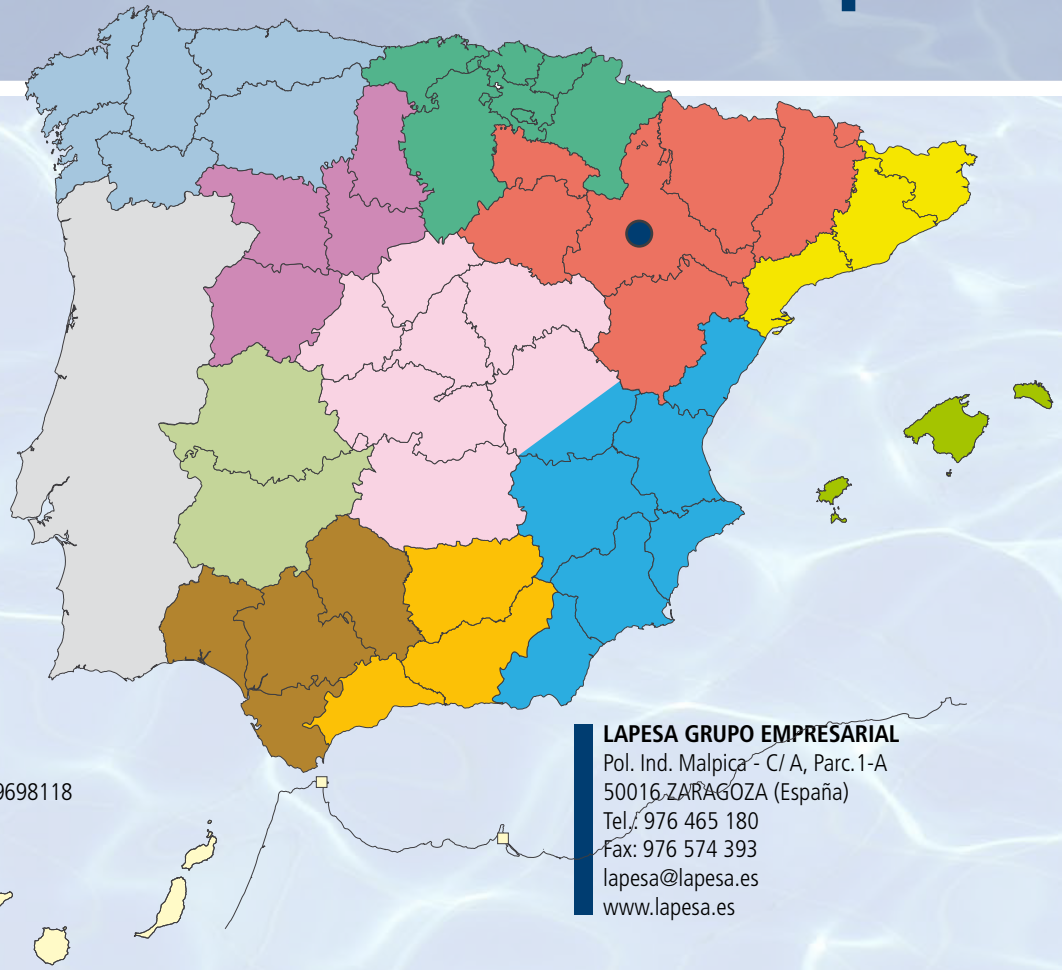 9698118
LAPESA GRUPO EMPRESARIAL
Pol. Ind. Malpica - C/ A, Parc.1-A
50016 ZARAGOZA (España)
Tel.: 976 465 180
Fax: 976 574 393
lapesa@lapesa.es
www.lapesa.es